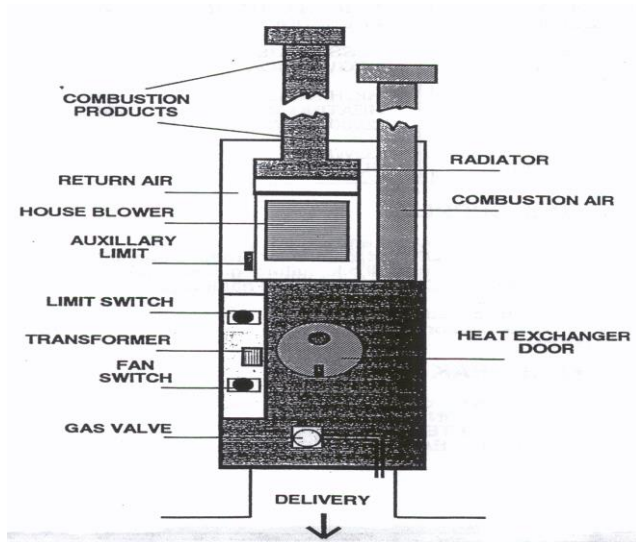 COMBUSTION
PRODUCTS
RADIATOR
RETURN AIR
COMBUSTION AIR
HOUSE BLOWER
AUXILLARY
LIMIT
LIMIT SWITCH
TRANSFORMER
HEAT EXCHANGER
DOOR
FAN
SWITCH
GAS VALVE
DELIVERY